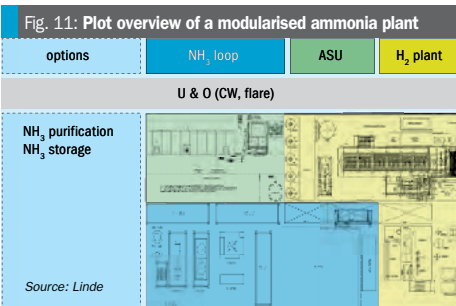 Fig. 11: Plot overview of a modularised ammonia plant
options
NH₃ loop
ASU
H₂ plant
U & O (CW, flare)
NH₃ purification
NH₃ storage
Source: Linde